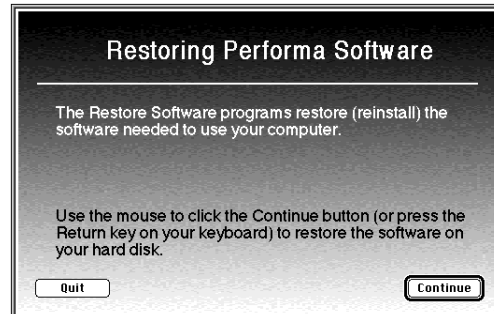 Restoring Performa Software
The Restore Software programs restore (reinstall) the
software needed to use your computer.
Use the mouse to click the Continue button (or press the
Return key on your keyboard) to restore the software on
your hard disk.
Quit
Continue